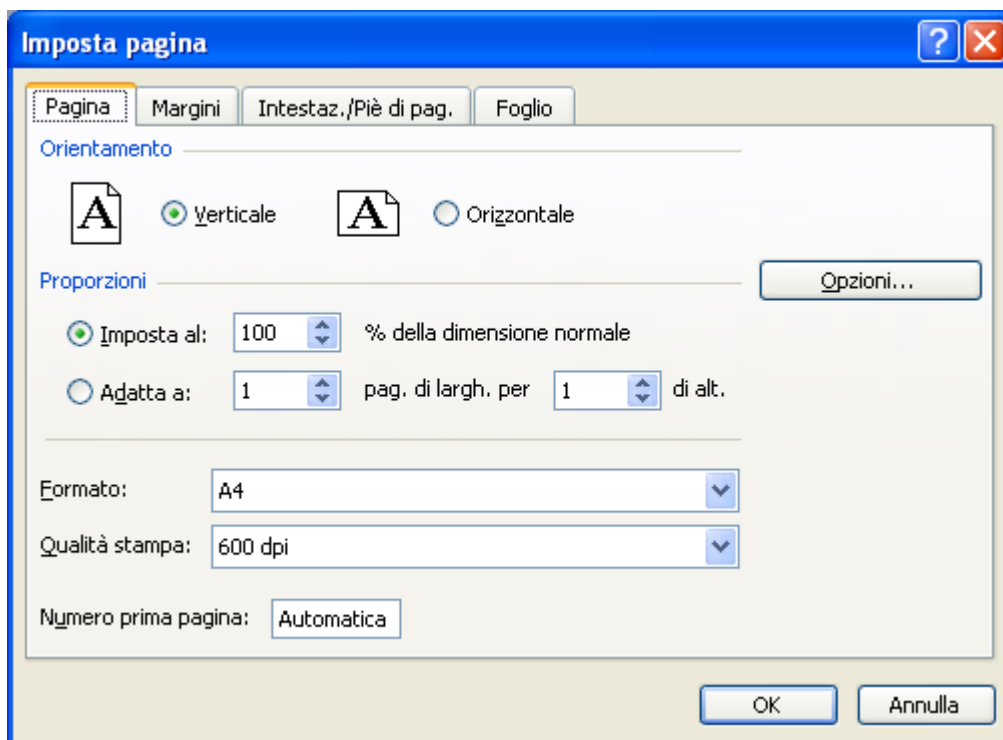 Imposta pagina
Pagina Margini Intestaz./Piè di pag. Foglio
Orientamento
A Verticale A Orizzontale
Proporzioni Opzioni...
Imposta al: 100 % della dimensione normale
Adatta a: 1 pag. di largh. per 1 di alt.
Formato: A4
Qualità stampa: 600 dpi
Numero prima pagina: Automatica
OK Annulla